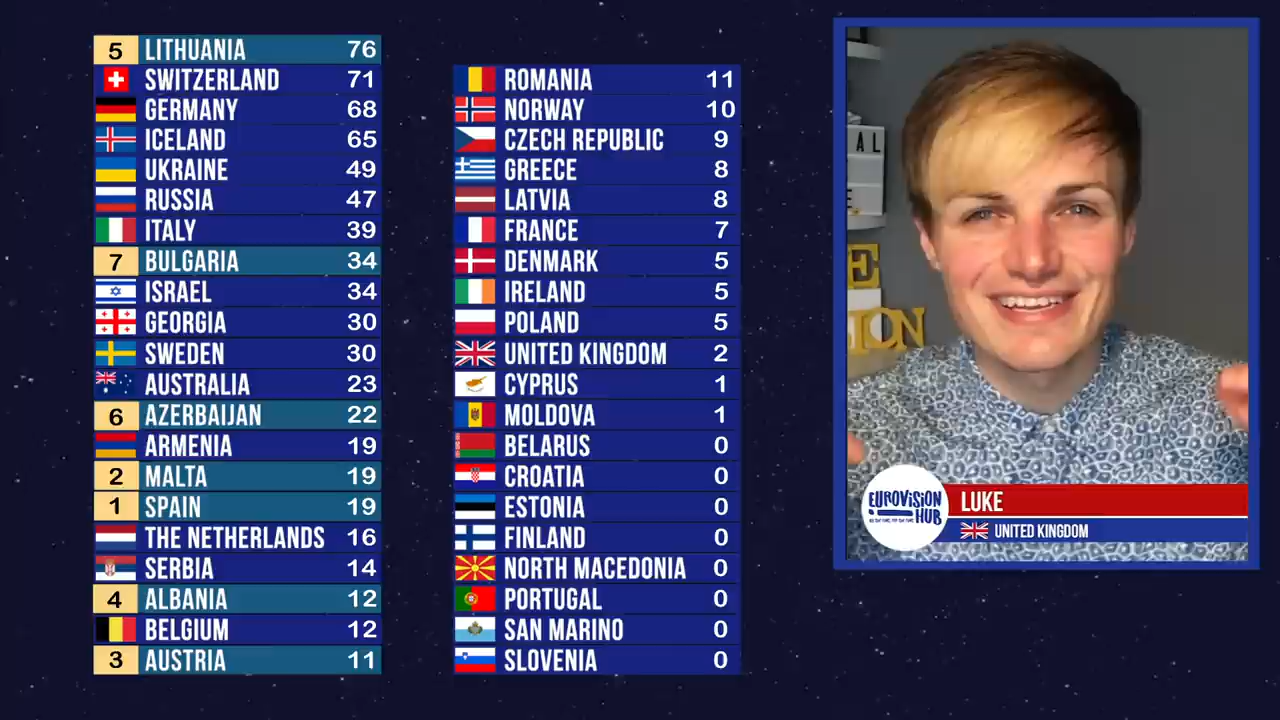 5 LITHUANIA 76
SWITZERLAND 71
GERMANY 68
ICELAND 65
UKRAINE 49
RUSSIA 47
ITALY 39
7 BULGARIA 34
ISRAEL 34
GEORGIA 30
SWEDEN 30
AUSTRALIA 23
6 AZERBAIJAN 22
ARMENIA 19
2 MALTA 19
1 SPAIN 19
THE NETHERLANDS 16
SERBIA 14
4 ALBANIA 12
BELGIUM 12
3 AUSTRIA 11
ROMANIA 11
NORWAY 10
CZECH REPUBLIC 9
GREECE 8
LATVIA 8
FRANCE 7
DENMARK 5
IRELAND 5
POLAND 5
UNITED KINGDOM 2
CYPRUS 1
MOLDOVA 1
BELARUS 0
CROATIA 0
ESTONIA 0
FINLAND 0
NORTH MACEDONIA 0
PORTUGAL 0
SAN MARINO 0
SLOVENIA 0
A L
E
E
ION
EUROVISION
HUB
LUKE
UNITED KINGDOM